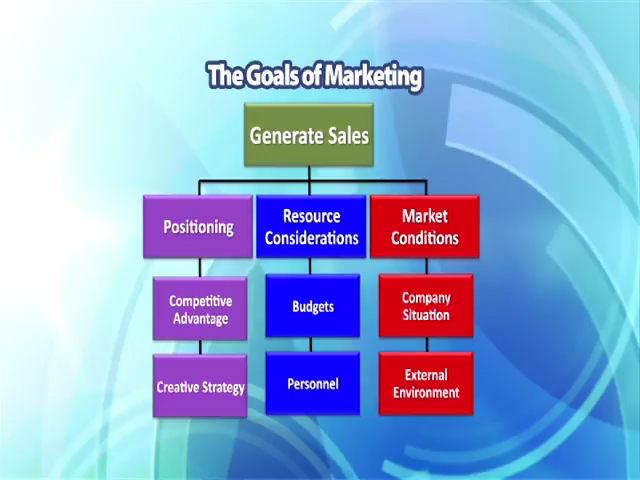 The Goals of Marketing
Generate Sales
Positioning
Resource
Considerations
Market
Conditions
Competitive
Advantage
Budgets
Company
Situation
Creative Strategy
Personnel
External
Environment